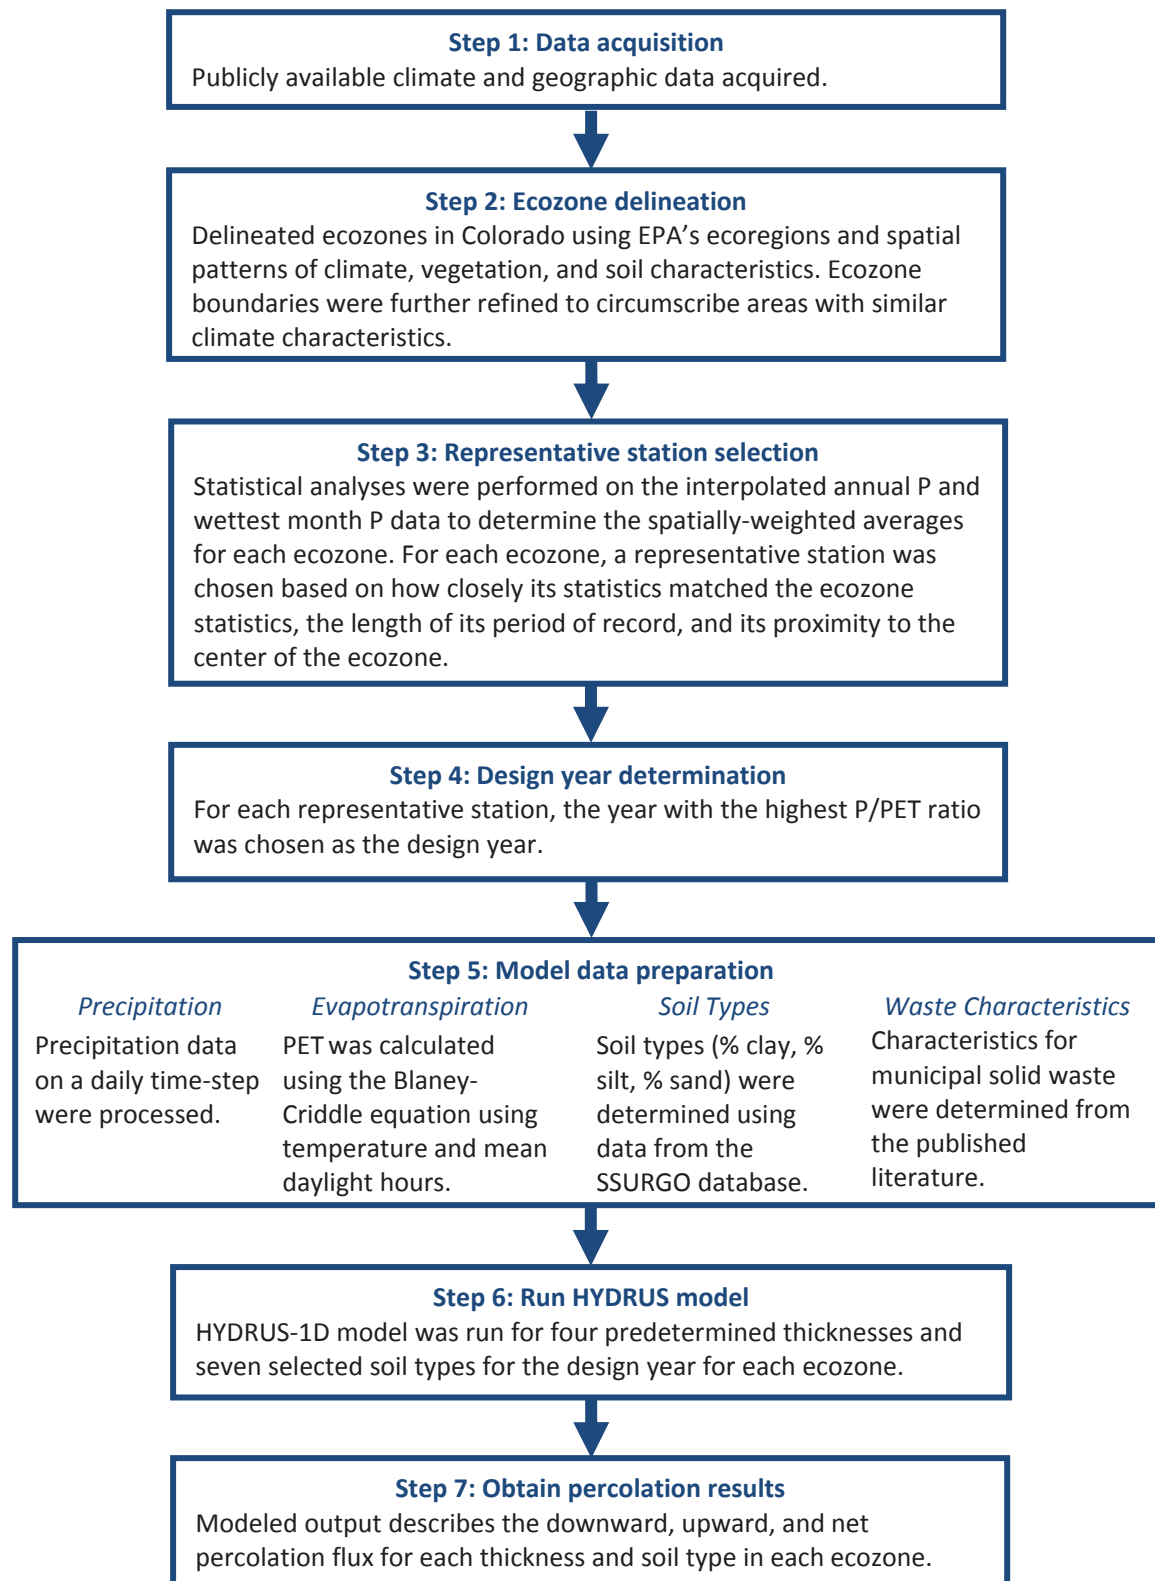 Step 1: Data acquisition
Publicly available climate and geographic data acquired.
Step 2: Ecozone delineation
Delineated ecozones in Colorado using EPA's ecoregions and spatial
patterns of climate, vegetation, and soil characteristics. Ecozone
boundaries were further refined to circumscribe areas with similar
climate characteristics.
Step 3: Representative station selection
Statistical analyses were performed on the interpolated annual P and
wettest month P data to determine the spatially-weighted averages
for each ecozone. For each ecozone, a representative station was
chosen based on how closely its statistics matched the ecozone
statistics, the length of its period of record, and its proximity to the
center of the ecozone.
Step 4: Design year determination
For each representative station, the year with the highest P/PET ratio
was chosen as the design year.
Step 5: Model data preparation
Precipitation
Precipitation data
on a daily time-step
were processed.
Evapotranspiration
PET was calculated
using the Blaney-
Criddle equation using
temperature and mean
daylight hours.
Soil Types
Soil types (% clay, %
silt, % sand) were
determined using
data from the
SSURGO database.
Waste Characteristics
Characteristics for
municipal solid waste
were determined from
the published
literature.
Step 6: Run HYDRUS model
HYDRUS-1D model was run for four predetermined thicknesses and
seven selected soil types for the design year for each ecozone.
Step 7: Obtain percolation results
Modeled output describes the downward, upward, and net
percolation flux for each thickness and soil type in each ecozone.